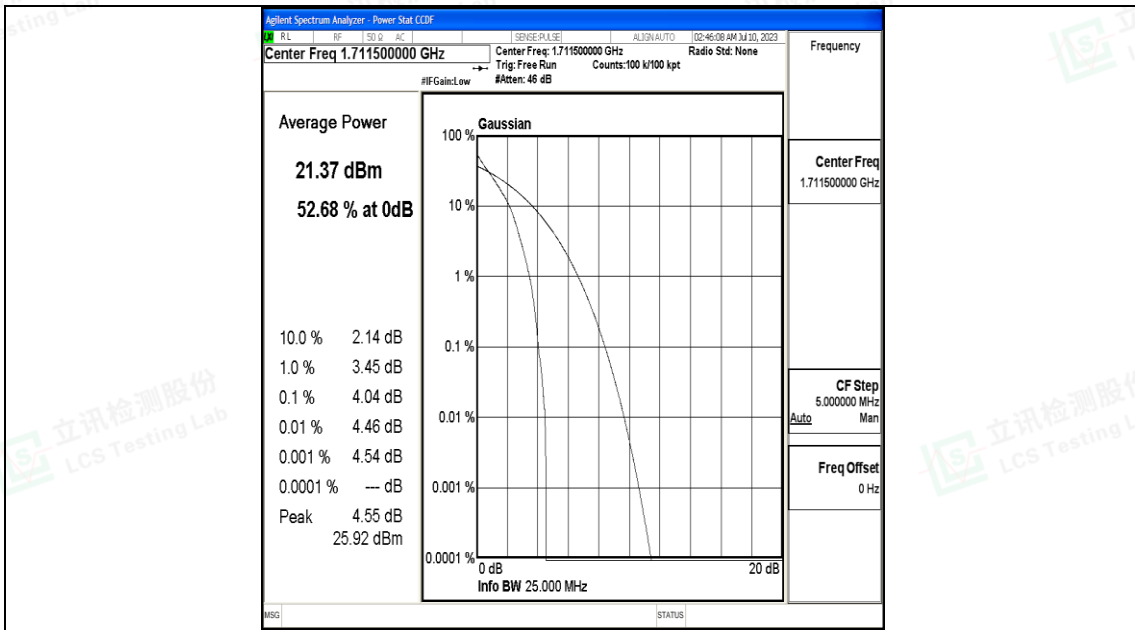 Agilent Spectrum Analyzer - Power Stat CCDF
RL RF 50 Ω AC SENSE:PULSE ALIGN AUTO 02:46:08 AM Jul 10, 2023
Center Freq 1.711500000 GHz
Center Freq: 1.711500000 GHz Radio Std: None
Trig: Free Run Counts:100 k/100 kpt
#IFGain:Low #Atten: 46 dB
Frequency
Average Power
21.37 dBm
52.68 % at 0dB
10.0 % 2.14 dB
1.0 % 3.45 dB
0.1 % 4.04 dB
0.01 % 4.46 dB
0.001 % 4.54 dB
0.0001 % --- dB
Peak 4.55 dB
25.92 dBm
Gaussian
100 %
10 %
1 %
0.1 %
0.01 %
0.001 %
0.0001 %
0 dB 20 dB
Info BW 25.000 MHz
Center Freq
1.711500000 GHz
CF Step
5.000000 MHz
Auto Man
Freq Offset
0 Hz
MSG STATUS
立讯检测股份
LCS Testing Lab
立讯检测股份
LCS Testing L